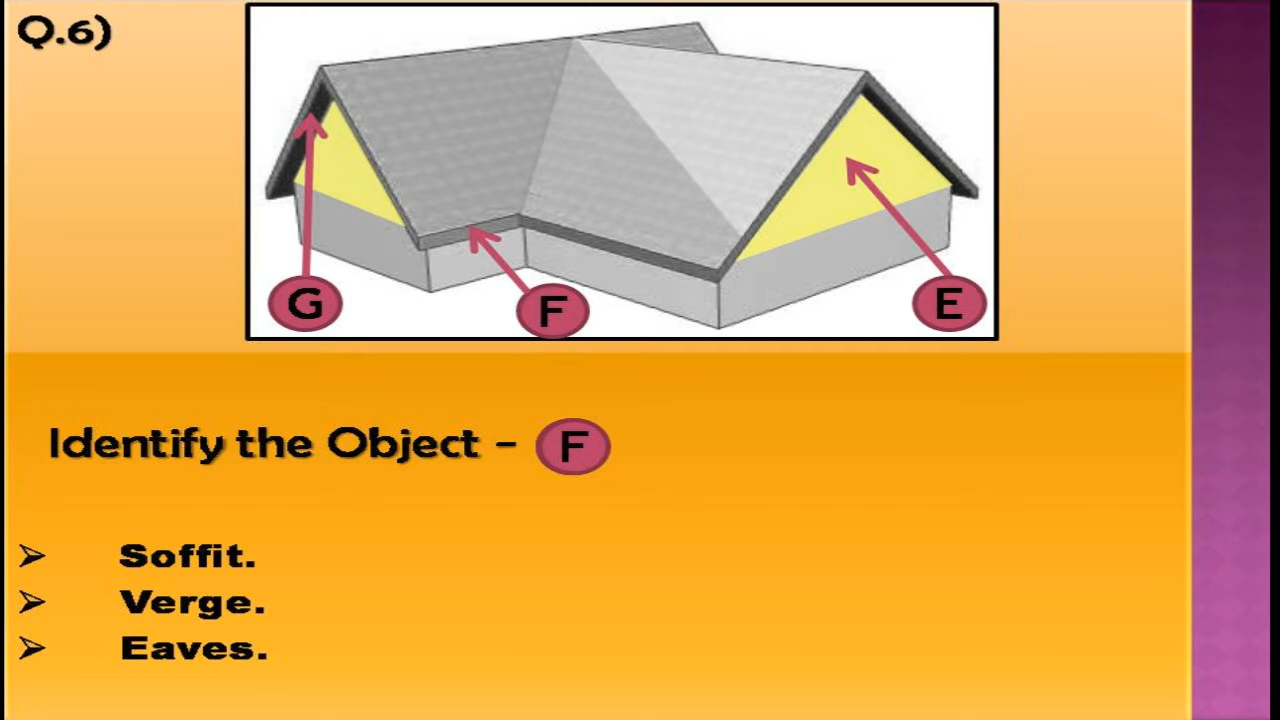 Q.6)
G
F
E
Identify the Object - F
➢ Soffit.
➢ Verge.
➢ Eaves.